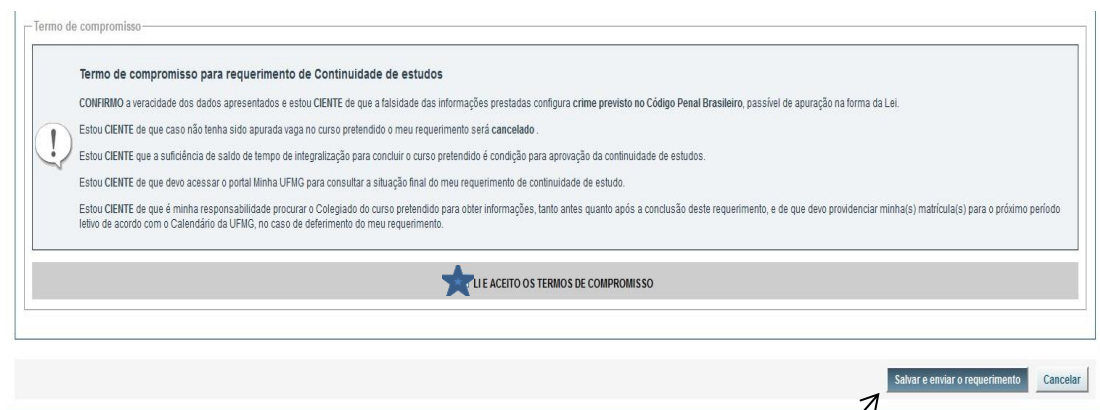 Termo de compromisso
Termo de compromisso para requerimento de Continuidade de estudos
CONFIRMO a veracidade dos dados apresentados e estou CIENTE de que a falsidade das informações prestadas configura crime previsto no Código Penal Brasileiro, passível de apuração na forma da Lei.
Estou CIENTE de que caso não tenha sido apurada vaga no curso pretendido o meu requerimento será cancelado .
Estou CIENTE que a suficiência de saldo de tempo de integralização para concluir o curso pretendido é condição para aprovação da continuidade de estudos.
Estou CIENTE de que devo acessar o portal Minha UFMG para consultar a situação final do meu requerimento de continuidade de estudo.
Estou CIENTE de que é minha responsabilidade procurar o Colegiado do curso pretendido para obter informações, tanto antes quanto após a conclusão deste requerimento, e de que devo providenciar minha(s) matrícula(s) para o próximo período
letivo de acordo com o Calendário da UFMG, no caso de deferimento do meu requerimento.
LI E ACEITO OS TERMOS DE COMPROMISSO
Salvar e enviar o requerimento Cancelar